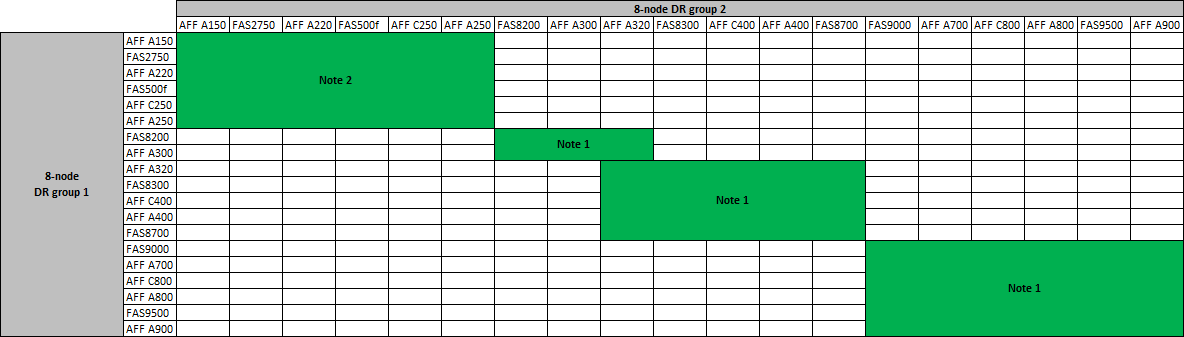 8-node DR group 2
AFF A150 FAS2750 AFF A220 FAS500f AFF C250 AFF A250 FAS8200 AFF A300 AFF A320 FAS8300 AFF C400 AFF A400 FAS8700 FAS9000 AFF A700 AFF C800 AFF A800 FAS9500 AFF A900
8-node
DR group 1
AFF A150
FAS2750
AFF A220
Note 2
FAS500f
AFF C250
AFF A250
FAS8200
Note 1
AFF A300
AFF A320
FAS8300
AFF C400
Note 1
AFF A400
FAS8700
FAS9000
AFF A700
AFF C800
Note 1
AFF A800
FAS9500
AFF A900